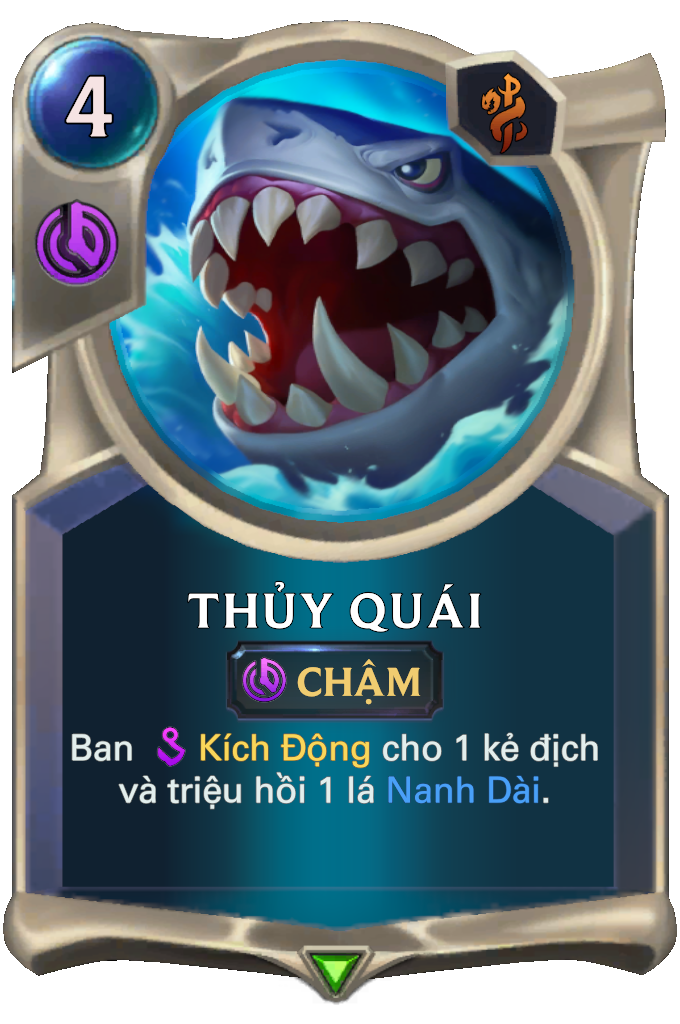 4
THỦY QUÁI
CHẬM
Ban Kích Động cho 1 kẻ địch
và triệu hồi 1 lá Nanh Dài.